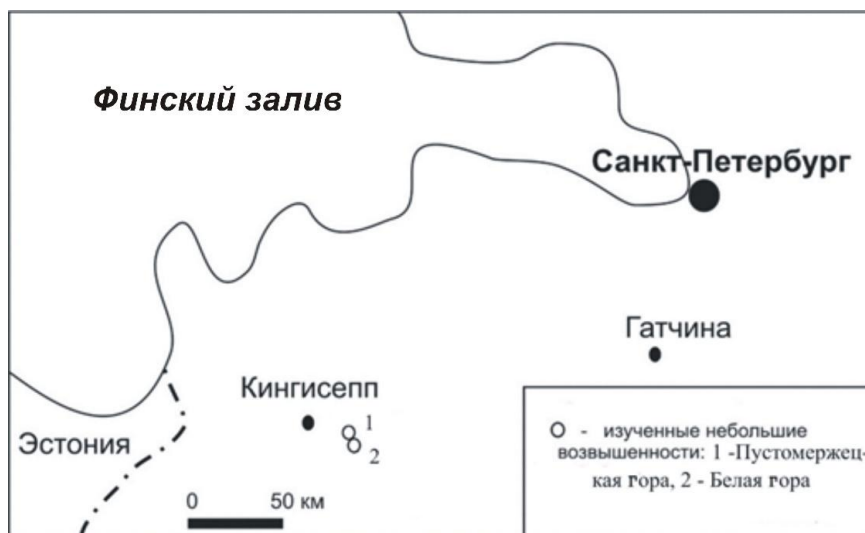 Финский залив
Санкт-Петербург
Гатчина
Кингисепп
1
2
Эстония
0 50 км
- изученные небольшие
возвышенности: 1 -Пустомержец-
кая гора, 2 - Белая гора